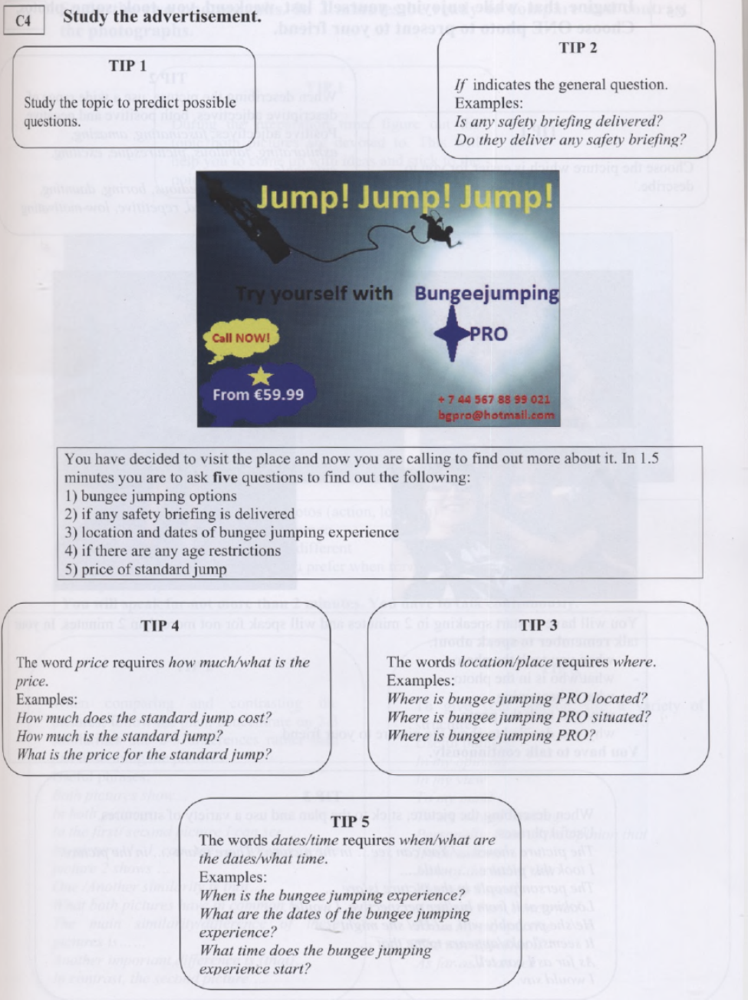 C4
Study the advertisement.
TIP 1
Study the topic to predict possible
questions.
TIP 2
If indicates the general question.
Examples:
Is any safety briefing delivered?
Do they deliver any safety briefing?
Jump! Jump! Jump!
Try yourself with Bungeejumping
PRO
Call NOW!
From €59.99
+ 7 44 567 88 99 021
bgpro@hotmail.com
You have decided to visit the place and now you are calling to find out more about it. In 1.5
minutes you are to ask five questions to find out the following:
1) bungee jumping options
2) if any safety briefing is delivered
3) location and dates of bungee jumping experience
4) if there are any age restrictions
5) price of standard jump
TIP 4
The word price requires how much/what is the
price.
Examples:
How much does the standard jump cost?
How much is the standard jump?
What is the price for the standard jump?
TIP 3
The words location/place requires where.
Examples:
Where is bungee jumping PRO located?
Where is bungee jumping PRO situated?
Where is bungee jumping PRO?
TIP 5
The words dates/time requires when/what are
the dates/what time.
Examples:
When is the bungee jumping experience?
What are the dates of the bungee jumping
experience?
What time does the bungee jumping
experience start?